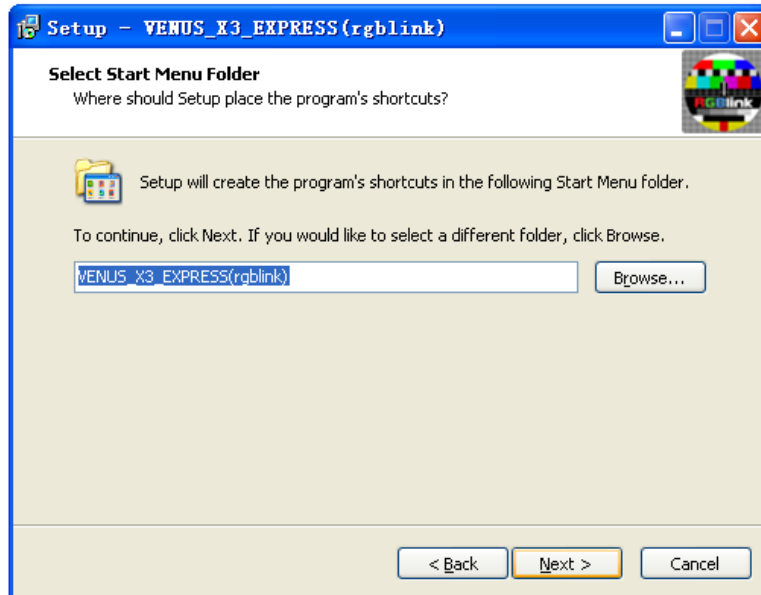 Setup - VENUS_X3_EXPRESS(rgblink)
Select Start Menu Folder
Where should Setup place the program's shortcuts?
RGBlink
Setup will create the program's shortcuts in the following Start Menu folder.
To continue, click Next. If you would like to select a different folder, click Browse.
VENUS_X3_EXPRESS(rgblink)
Browse...
< Back
Next >
Cancel